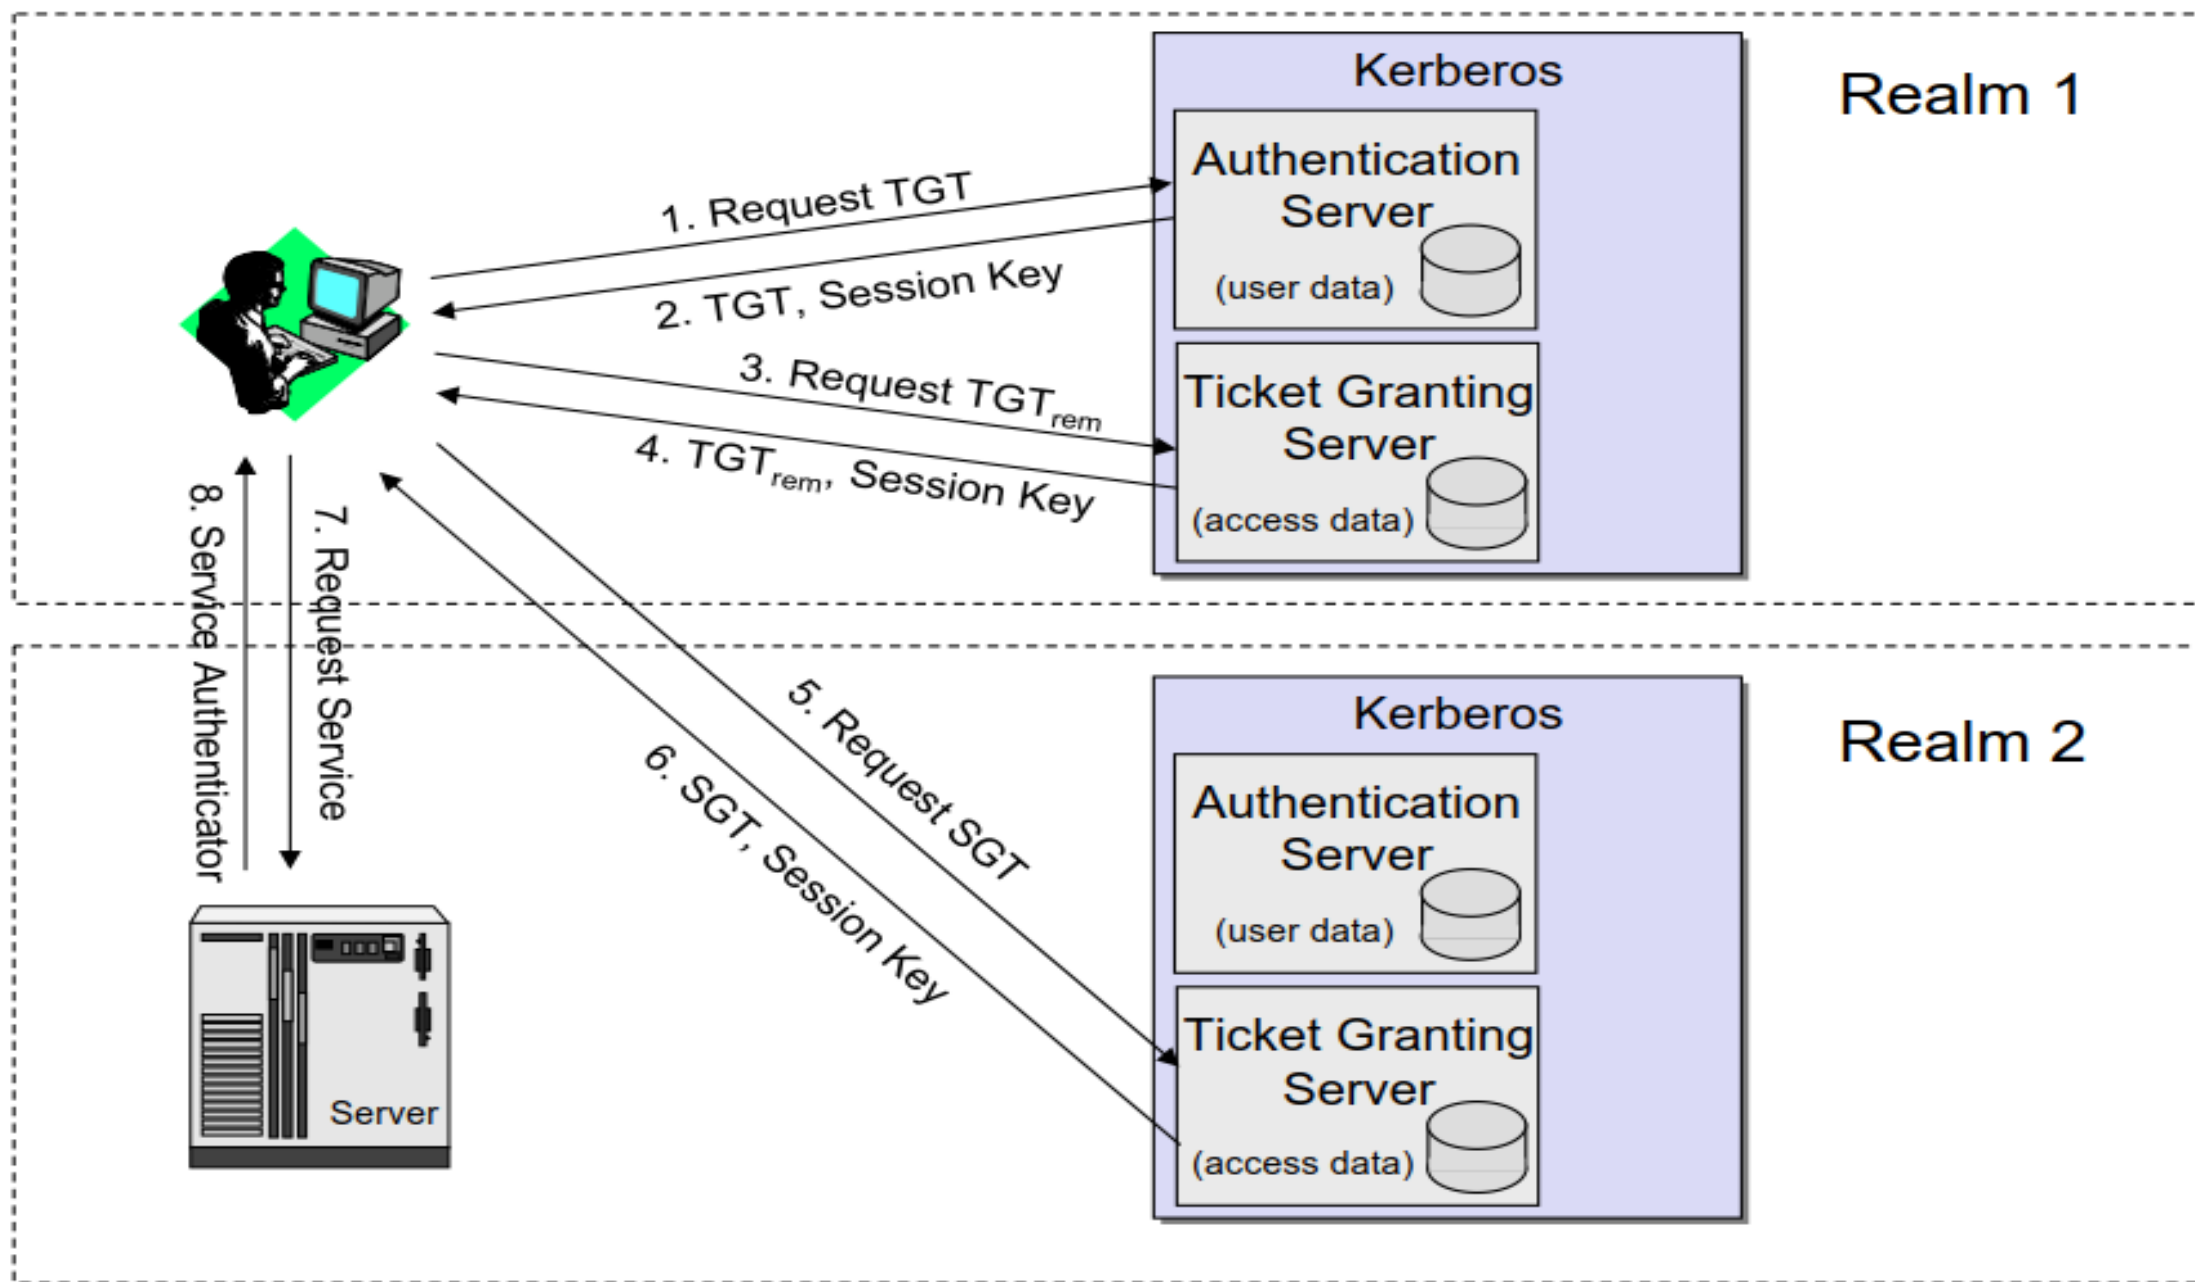 Kerberos
Realm 1
Authentication
Server
(user data)
1. Request TGT
2. TGT, Session Key
3. Request TGTrem
4. TGTrem, Session Key
Ticket Granting
Server
(access data)
8. Service Authenticator
7. Request Service
5. Request SGT
6. SGT, Session Key
Kerberos
Realm 2
Authentication
Server
(user data)
Ticket Granting
Server
(access data)
Server